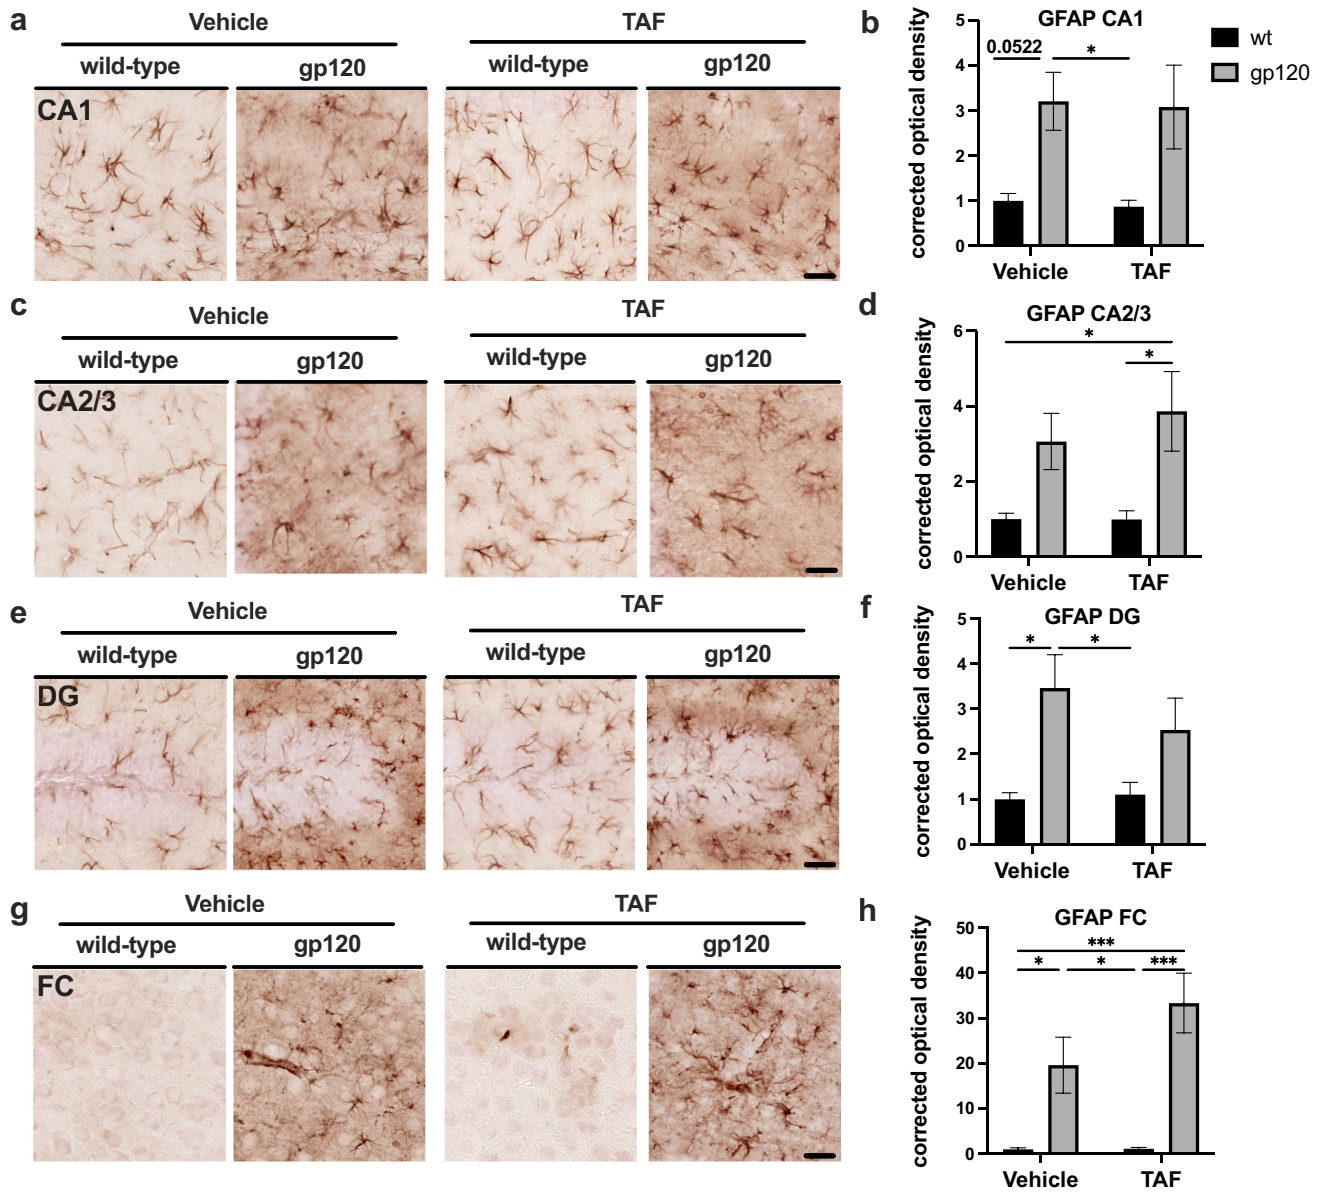 a
Vehicle
TAF
wild-type
gp120
wild-type
gp120
CA1
b
GFAP CA1
corrected optical density
5
4
3
2
1
0
0.0522
*
Vehicle
TAF
wt
gp120
c
Vehicle
TAF
wild-type
gp120
wild-type
gp120
CA2/3
d
GFAP CA2/3
corrected optical density
6
4
2
0
*
*
Vehicle
TAF
e
Vehicle
TAF
wild-type
gp120
wild-type
gp120
DG
f
GFAP DG
corrected optical density
5
4
3
2
1
0
*
*
Vehicle
TAF
g
Vehicle
TAF
wild-type
gp120
wild-type
gp120
FC
h
GFAP FC
corrected optical density
50
40
30
20
10
0
***
*
*
***
Vehicle
TAF